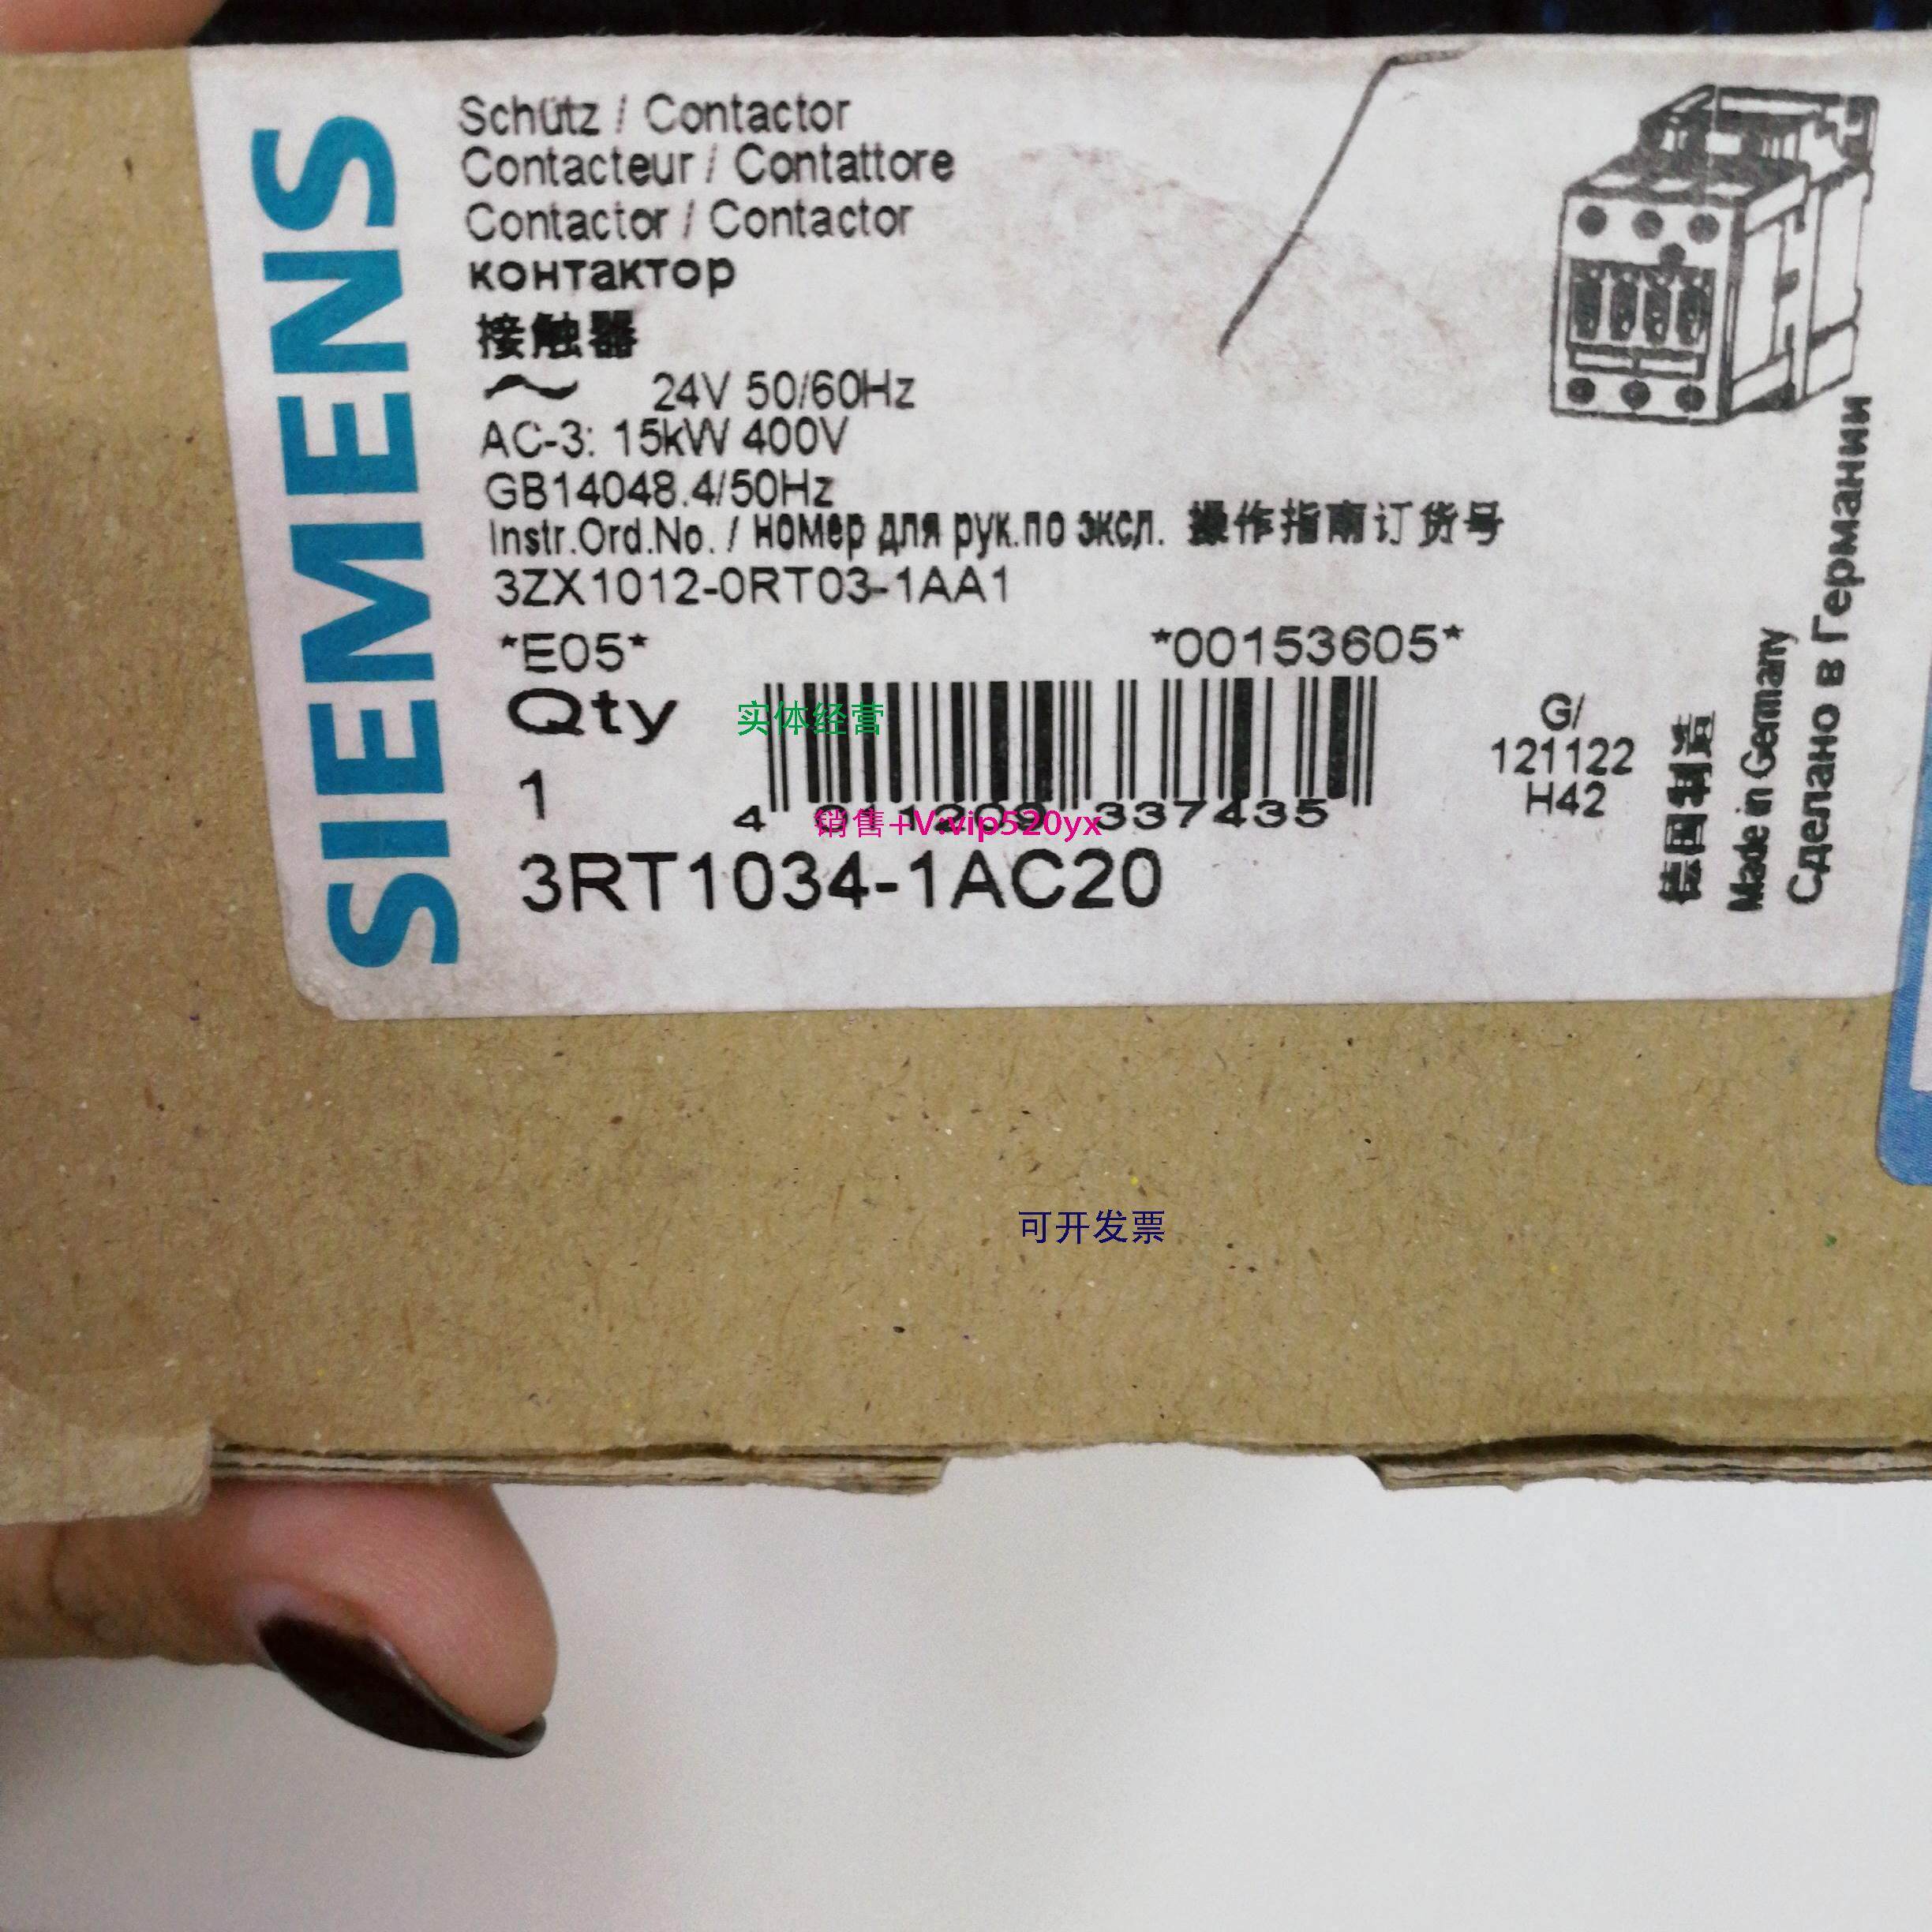 SIEMENS
Schütz / Contactor
Contacteur / Contattore
Contactor / Contactor
контактор
接触器
~ 24V 50/60Hz
AC-3: 15kW 400V
GB14048.4/50Hz
Instr.Ord.No. / номер для рук.по эксл. 操作指南订货号
3ZX1012-0RT03-1AA1
*E05* *00153605*
Qty
实体经营
1
4 011209 337435
销售+V:vip520yx
3RT1034-1AC20
G/
121122
H42
德国制造
Made in Germany
Сделано в Германии
可开发票